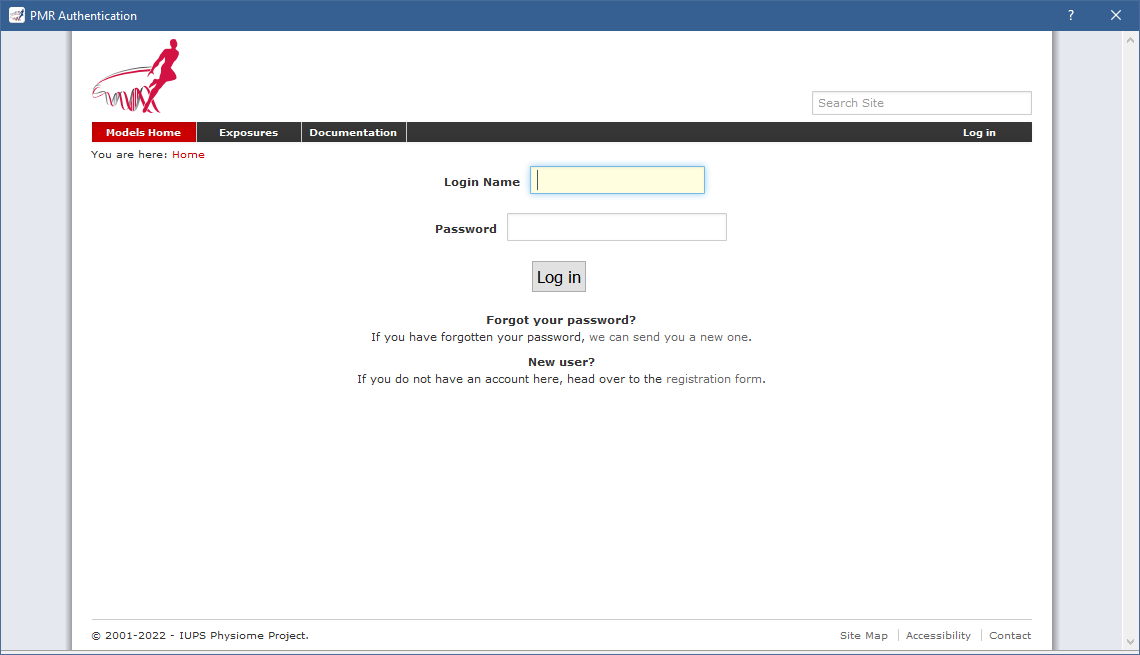 PMR Authentication
?
Search Site
Models Home
Exposures
Documentation
Log in
You are here: Home
Login Name
Password
Log in
Forgot your password?
If you have forgotten your password, we can send you a new one.
New user?
If you do not have an account here, head over to the registration form.
© 2001-2022 - IUPS Physiome Project.
Site Map
Accessibility
Contact